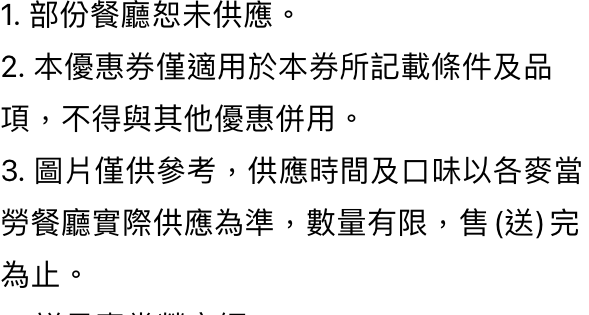 1. 部份餐廳恕未供應。
2. 本優惠券僅適用於本券所記載條件及品
項，不得與其他優惠併用。
3. 圖片僅供參考，供應時間及口味以各麥當
勞餐廳實際供應為準，數量有限，售(送)完
為止。